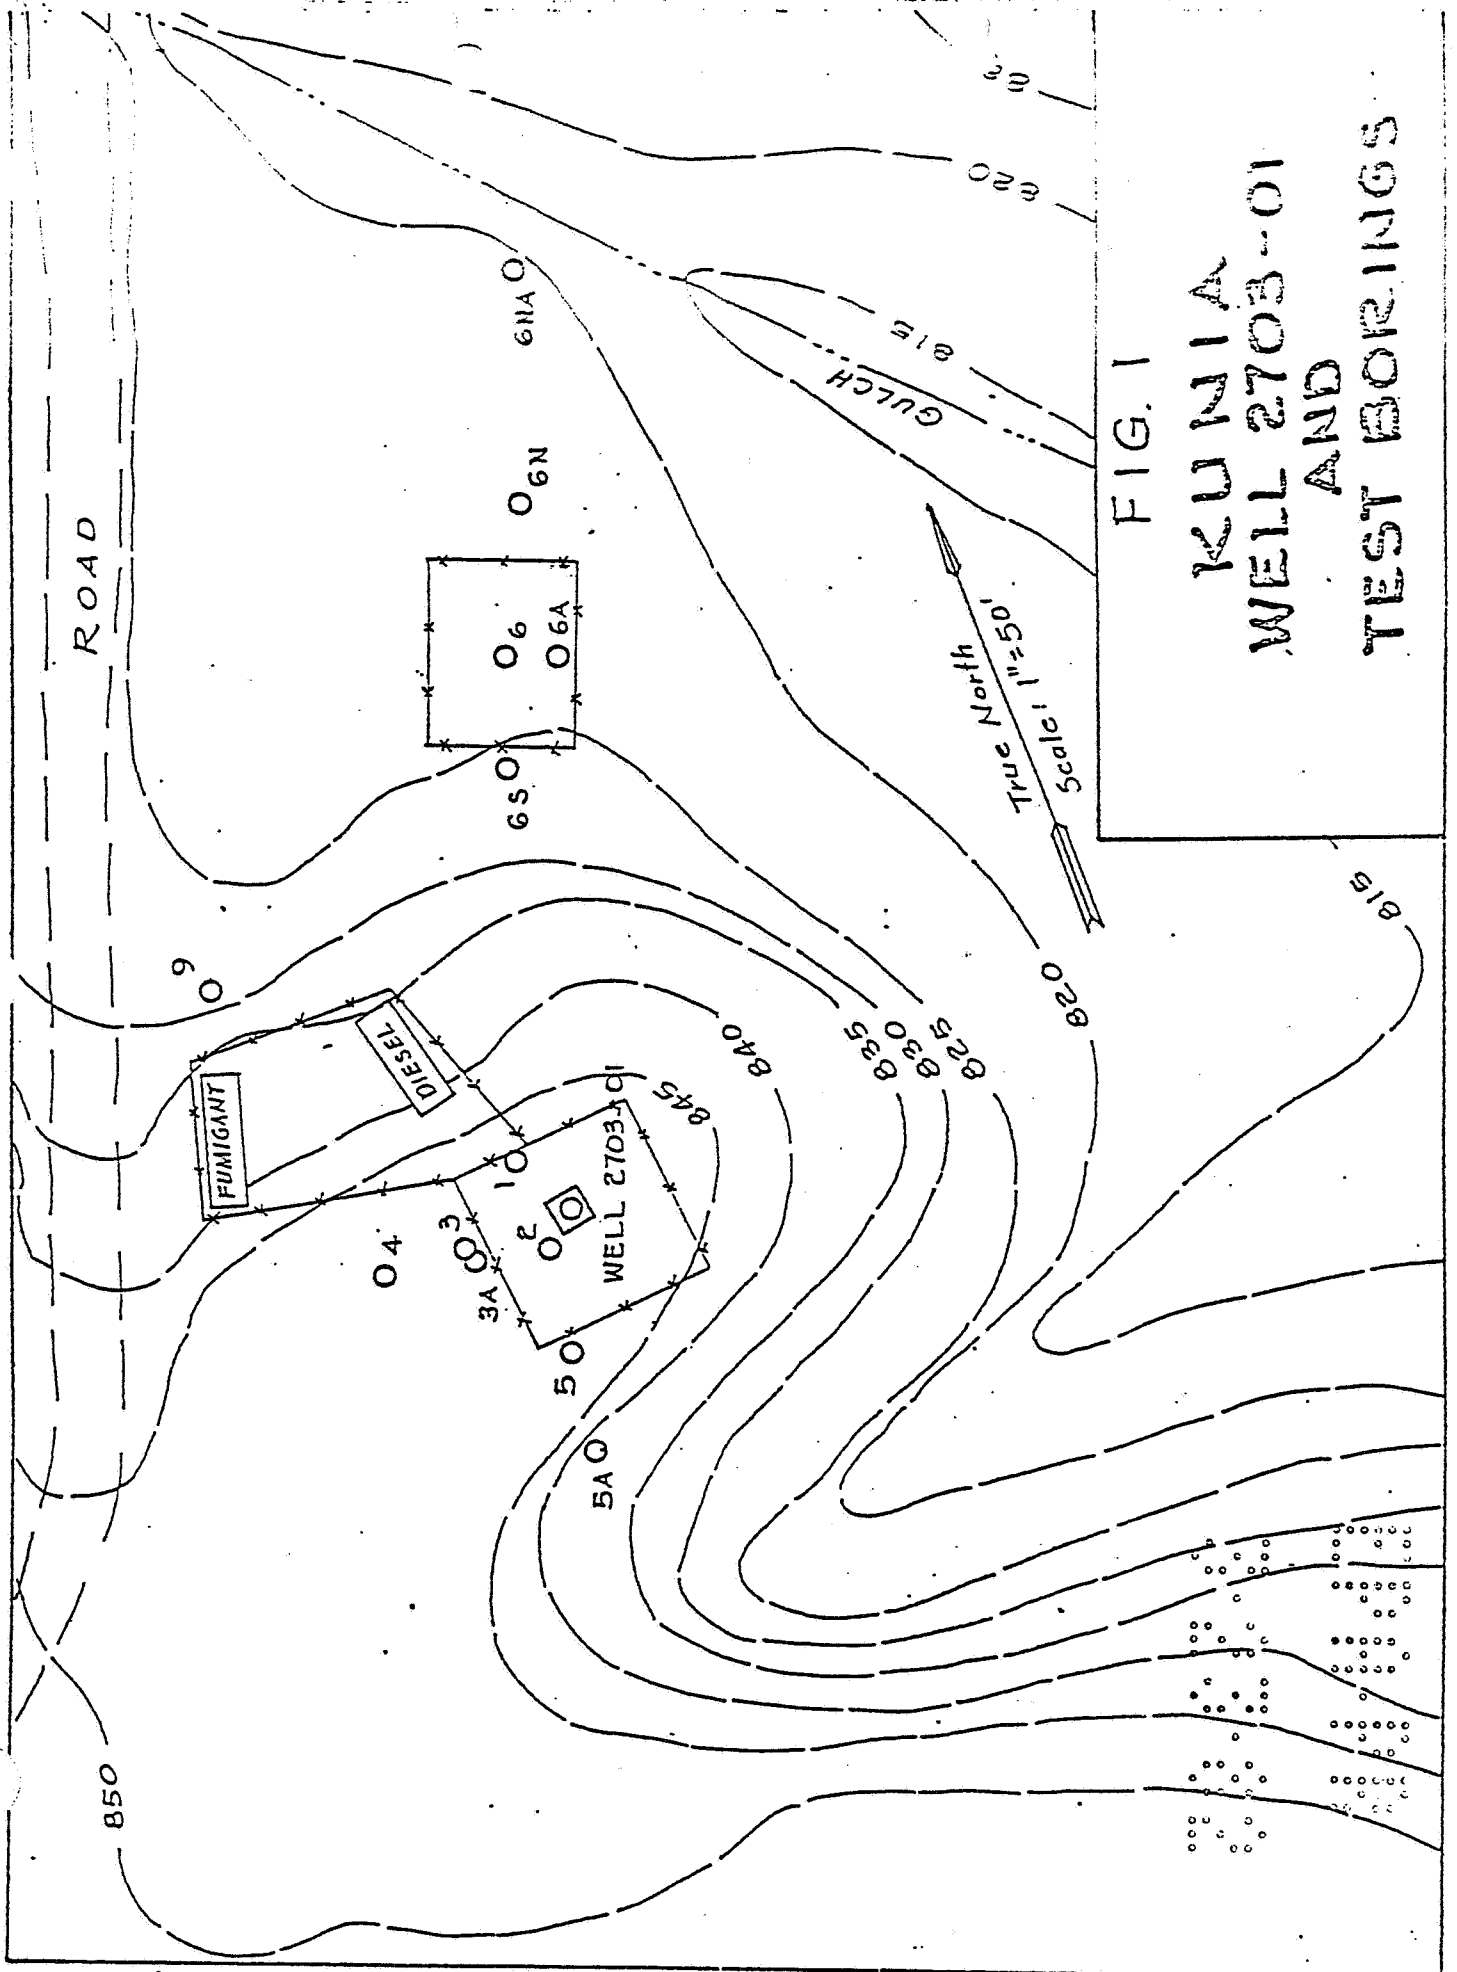 FIG. 1
KUNIA
WELL 2703-01
AND
TEST BORINGS
ROAD
9
FUMIGANT
DIESEL
4
3
3A
1
2
WELL 2703-01
5
5A
6S
6
6A
6N
6NA
GULCH
True North
Scale: 1"=50'
850
845
840
835
830
825
820
815
815
820